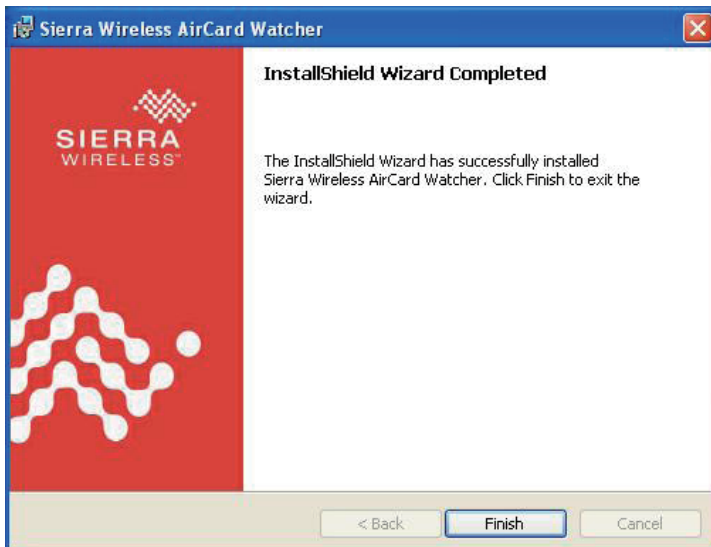 Sierra Wireless AirCard Watcher
SIERRA
WIRELESS™
InstallShield Wizard Completed
The InstallShield Wizard has successfully installed
Sierra Wireless AirCard Watcher. Click Finish to exit the
wizard.
< Back
Finish
Cancel